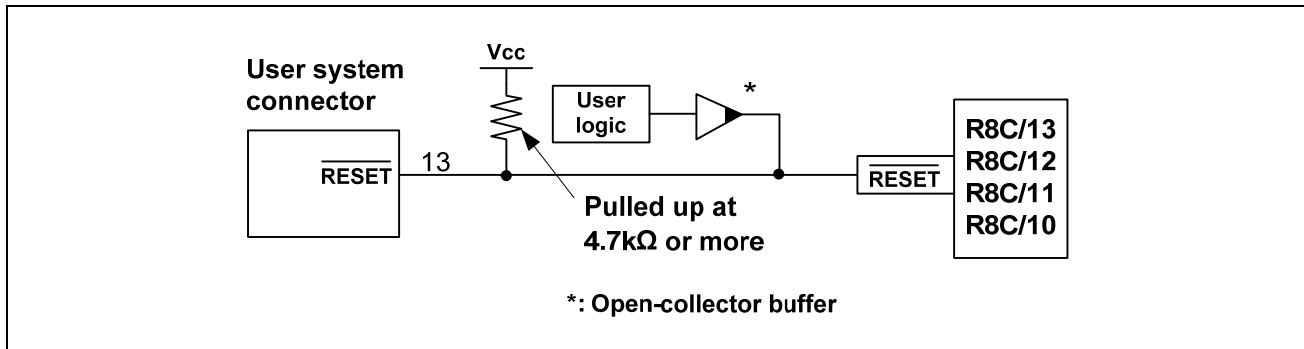 User system
connector
RESET
13
Vcc
User
logic
*
Pulled up at
4.7kΩ or more
RESET
R8C/13
R8C/12
R8C/11
R8C/10
*: Open-collector buffer